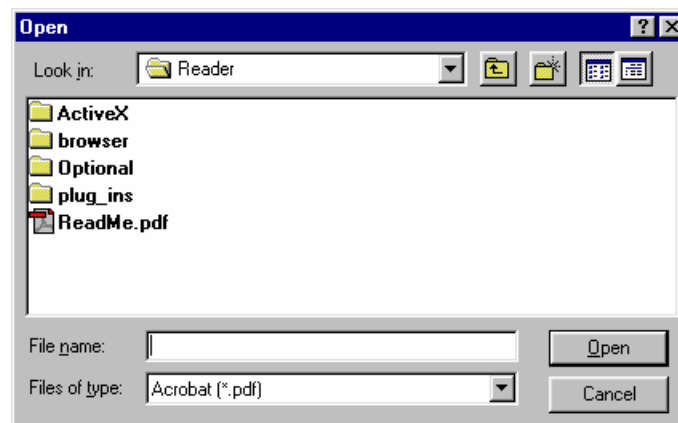 Open
Look in: Reader
ActiveX
browser
Optional
plug_ins
ReadMe.pdf
File name: Open
Files of type: Acrobat (*.pdf) Cancel